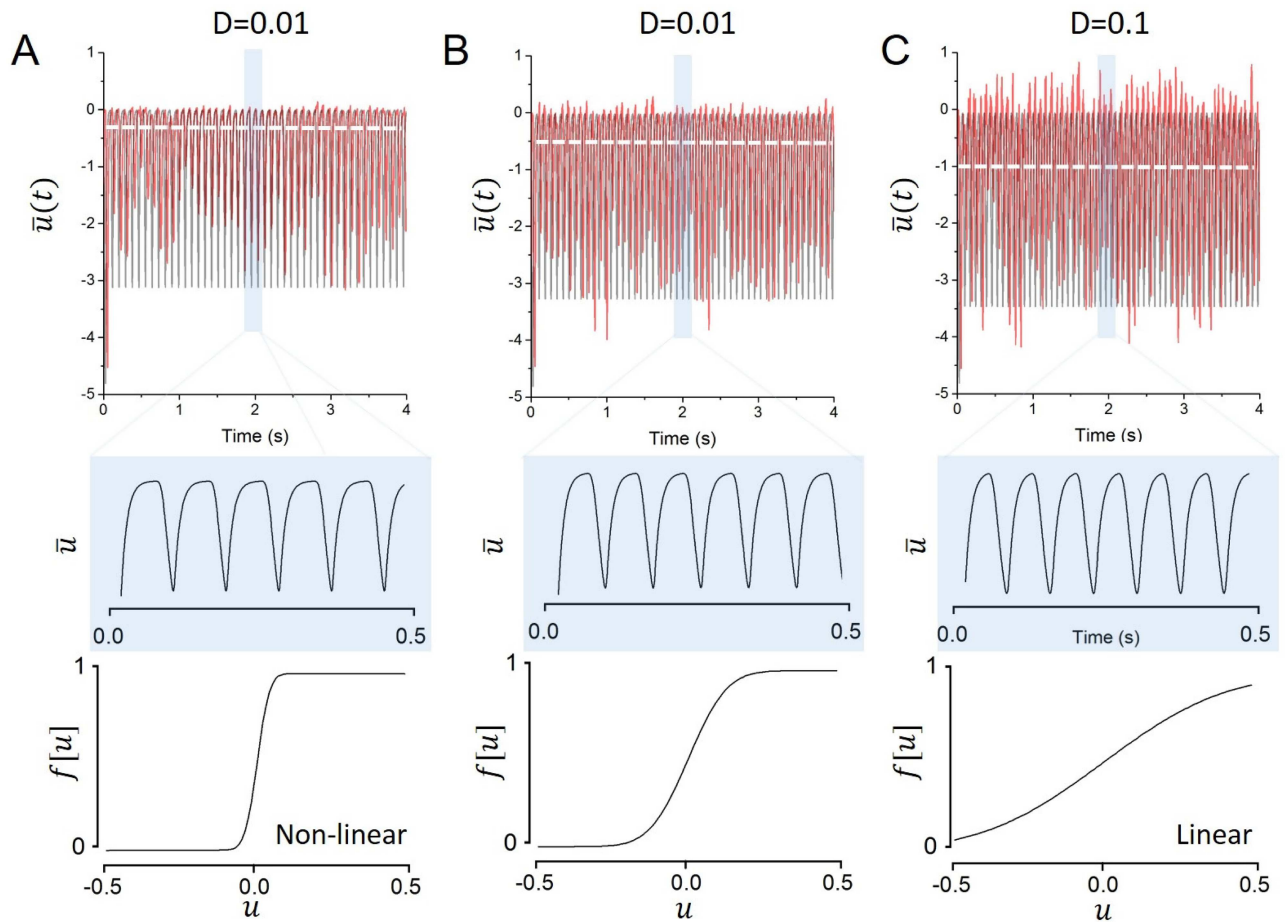 D=0.01
D=0.01
D=0.1
A
B
C
1
0
-1
-2
-3
-4
-5
1
0
-1
-2
-3
-4
-5
1
0
-1
-2
-3
-4
-5
ū(t)
ū(t)
ū(t)
0 1 2 3 4
0 1 2 3 4
0 1 2 3 4
Time (s)
Time (s)
Time (s)
ū
ū
ū
0.0 0.5
0.0 0.5
0.0 Time (s) 0.5
1
0
f[u]
Non-linear
1
0
f[u]
1
0
f[u]
Linear
-0.5 0.0 0.5
-0.5 0.0 0.5
-0.5 0.0 0.5
u
u
u